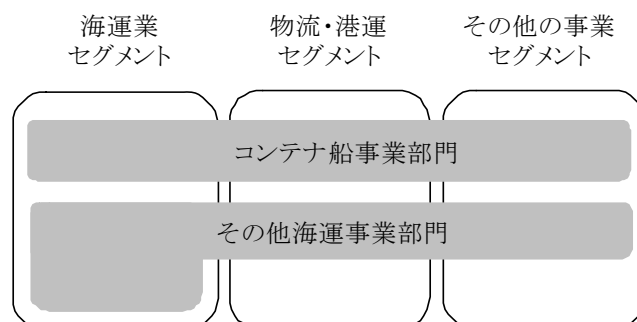 海運業
セグメント
物流・港運
セグメント
その他の事業
セグメント
コンテナ船事業部門
その他海運事業部門